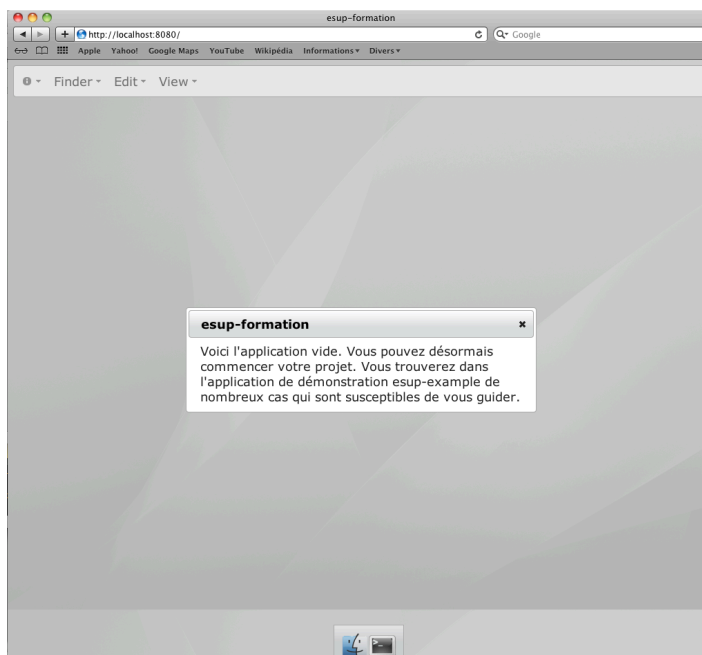 esup-formation
http://localhost:8080/
Google
Apple Yahoo! Google Maps YouTube Wikipédia Informations Divers
Finder Edit View
esup-formation
Voici l'application vide. Vous pouvez désormais
commencer votre projet. Vous trouverez dans
l'application de démonstration esup-example de
nombreux cas qui sont susceptibles de vous guider.